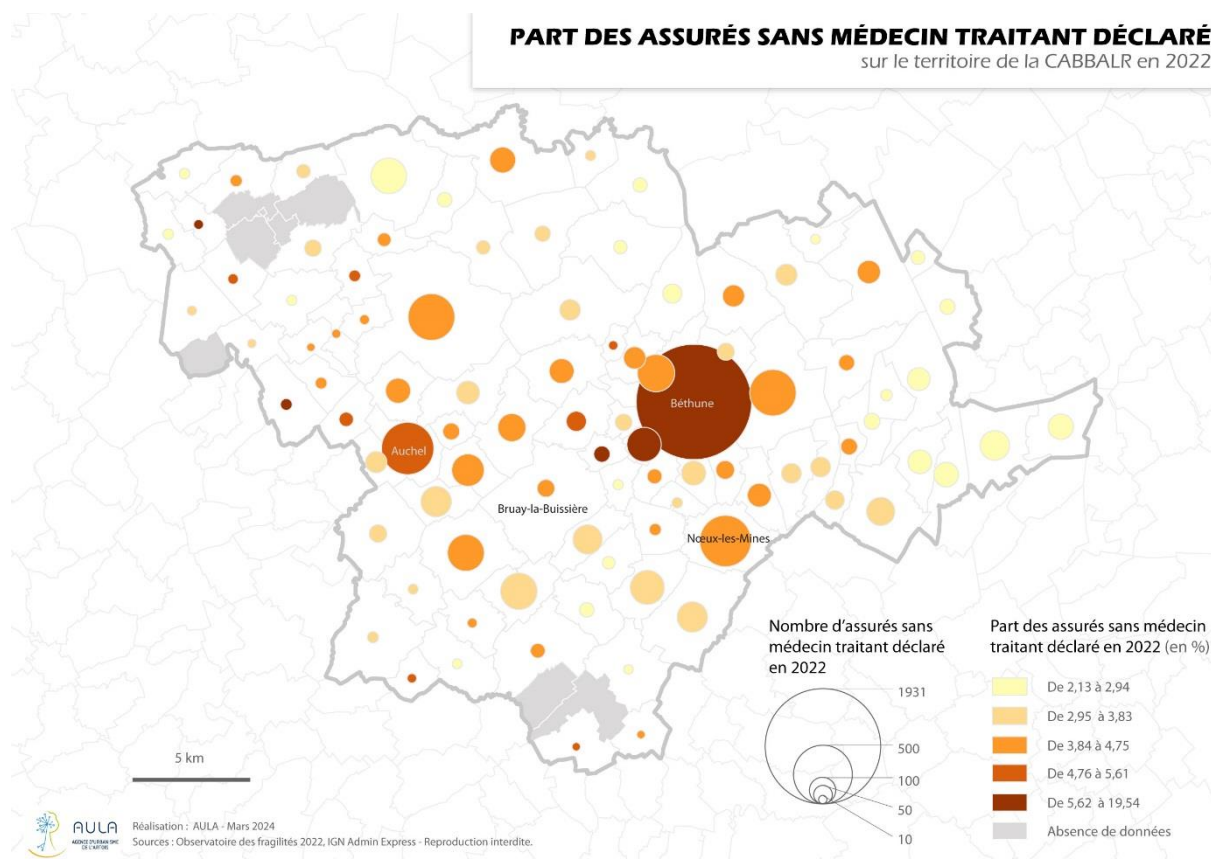 PART DES ASSURÉS SANS MÉDECIN TRAITANT DÉCLARÉ
sur le territoire de la CABBALR en 2022
Béthune
Auchel
Bruay-la-Buissière
Nœux-les-Mines
Nombre d'assurés sans
médecin traitant déclaré
en 2022
1931
500
100
50
10
Part des assurés sans médecin
traitant déclaré en 2022 (en %)
De 2,13 à 2,94
De 2,95 à 3,83
De 3,84 à 4,75
De 4,76 à 5,61
De 5,62 à 19,54
Absence de données
5 km
AULA
AGENCE D'URBANISME
DE L'ARTOIS
Réalisation : AULA - Mars 2024
Sources : Observatoire des fragilités 2022, IGN Admin Express - Reproduction interdite.